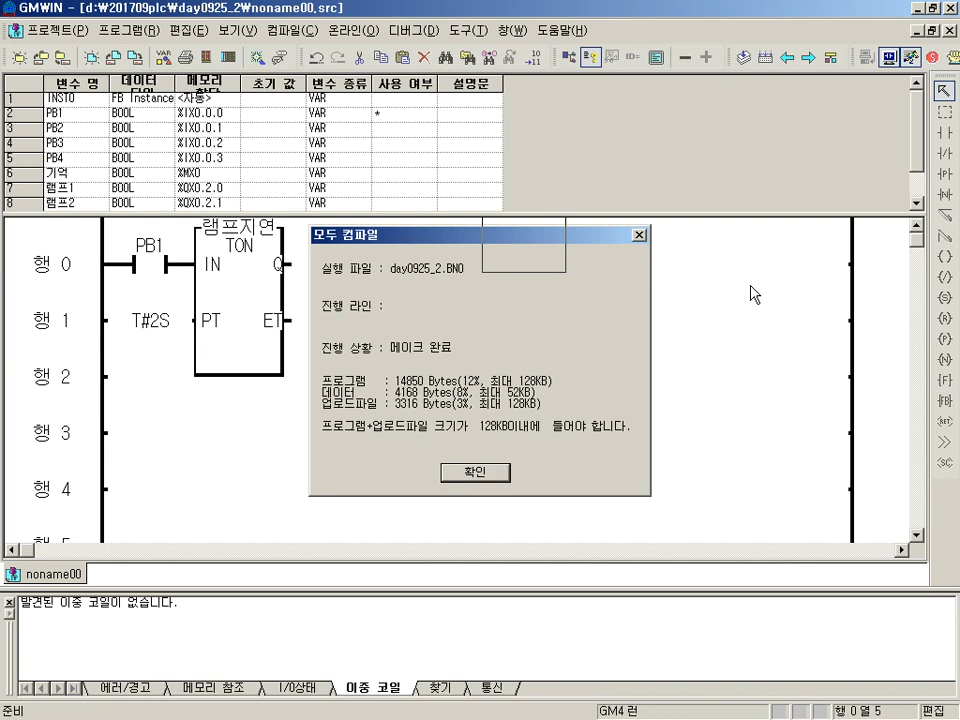 GMWIN - [d:₩201709plc₩day0925_2₩noname00,src]
프로젝트(P) 프로그램(R) 편집(E) 보기(V) 컴파일(C) 온라인(O) 디버그(D) 도구(T) 창(W) 도움말(H)
변수 명 데이터 타입 메모리 할당 초기 값 변수 종류 사용 여부 설명문
1 INST0 FB Instance <자동> VAR
2 PB1 BOOL %IX0.0.0 VAR *
3 PB2 BOOL %IX0.0.1 VAR
4 PB3 BOOL %IX0.0.2 VAR
5 PB4 BOOL %IX0.0.3 VAR
6 기억 BOOL %MX0 VAR
7 램프1 BOOL %QX0.2.0 VAR
8 램프2 BOOL %QX0.2.1 VAR
램프지연
행 0 PB1 TON IN Q
행 1 T#2S PT ET
행 2
행 3
행 4
행 5
모두 컴파일
실행 파일 : day0925_2.BN0
진행 라인 :
진행 상황 : 메이크 완료
프로그램 : 14850 Bytes(12%, 최대 128KB)
데이터 : 4168 Bytes(8%, 최대 52KB)
업로드파일 : 3316 Bytes(3%, 최대 128KB)
프로그램+업로드파일 크기가 128KB이내에 들어야 합니다.
확인
noname00
발견된 이중 코일이 없습니다.
에러/경고 메모리 참조 I/O상태 이중 코일 찾기 통신
준비 GM4 런 행 0 열 5 편집